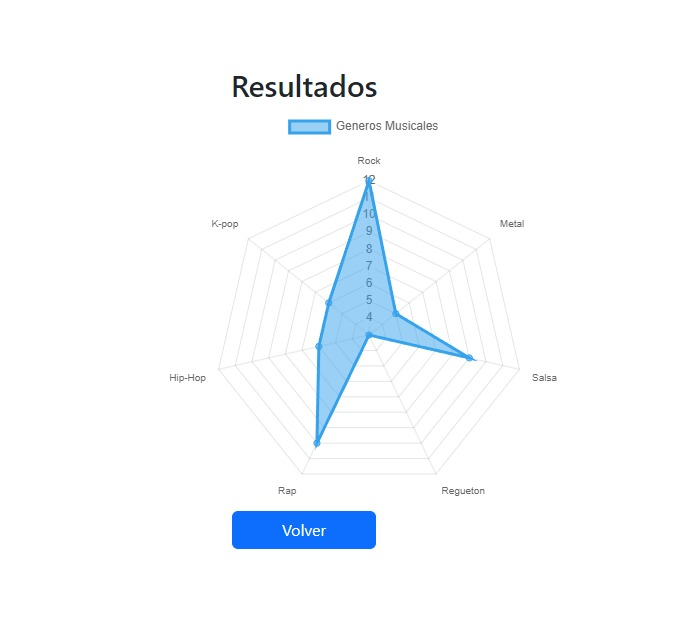 Resultados
Generos Musicales
Rock
12
K-pop
Metal
10
9
8
7
6
5
4
Hip-Hop
Salsa
Rap
Regueton
Volver